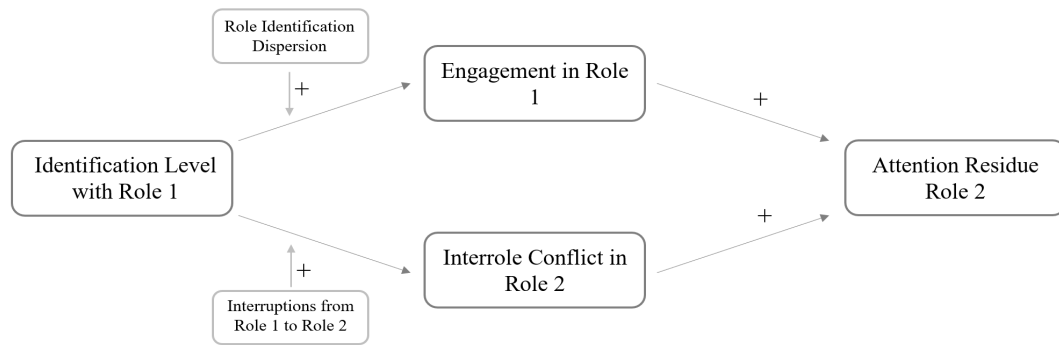 Role Identification
Dispersion
+
Engagement in Role
1
+
Identification Level
with Role 1
Attention Residue
Role 2
+
Interrole Conflict in
Role 2
+
Interruptions from
Role 1 to Role 2